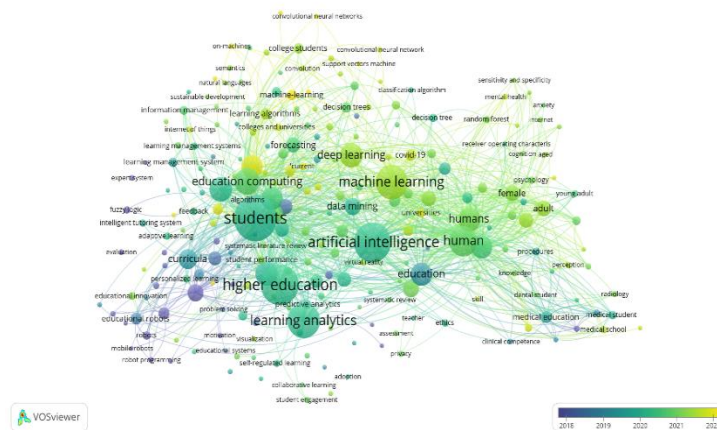 convolutional neural networks
on-machines
college students
convolutional neural network
semantics
convolution
support vectors machine
natural languages
sensitivity and specificity
sustainable development
machine-learning
classification algorithm
mental health
information management
learning algorithms
decision trees
anxiety
internet of things
colleges and universities
decision tree
random forest
internet
learning management systems
forecasting
receiver operating characteris
learning management system
current
deep learning
covid-19
cognition aged
expert system
education computing
machine learning
psychology
algorithms
female
young adult
fuzzy logic
feedback
students
data mining
universities
humans
adult
intelligent tutoring system
adaptive learning
artificial intelligence
human
evaluation
systematic literature review
procedures
curricula
student performance
virtual reality
knowledge
perception
personalized learning
higher education
education
educational innovation
predictive analytics
systematic review
skill
dental student
radiology
educational robots
problem solving
learning analytics
teacher
ethics
medical education
medical student
robots
motivation
visualization
assessment
medical school
mobile robots
educational systems
privacy
clinical competence
robot programming
self-regulated learning
adoption
collaborative learning
student engagement
VOSviewer
2018 2019 2020 2021